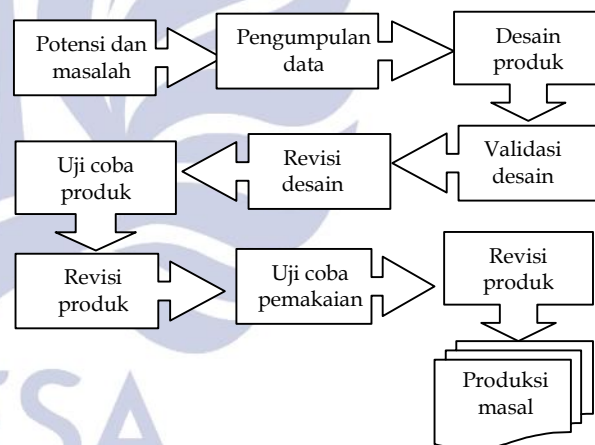 Potensi dan
masalah
Pengumpulan
data
Desain
produk
Validasi
desain
Revisi
desain
Uji coba
produk
Revisi
produk
Uji coba
pemakaian
Revisi
produk
Produksi
masal